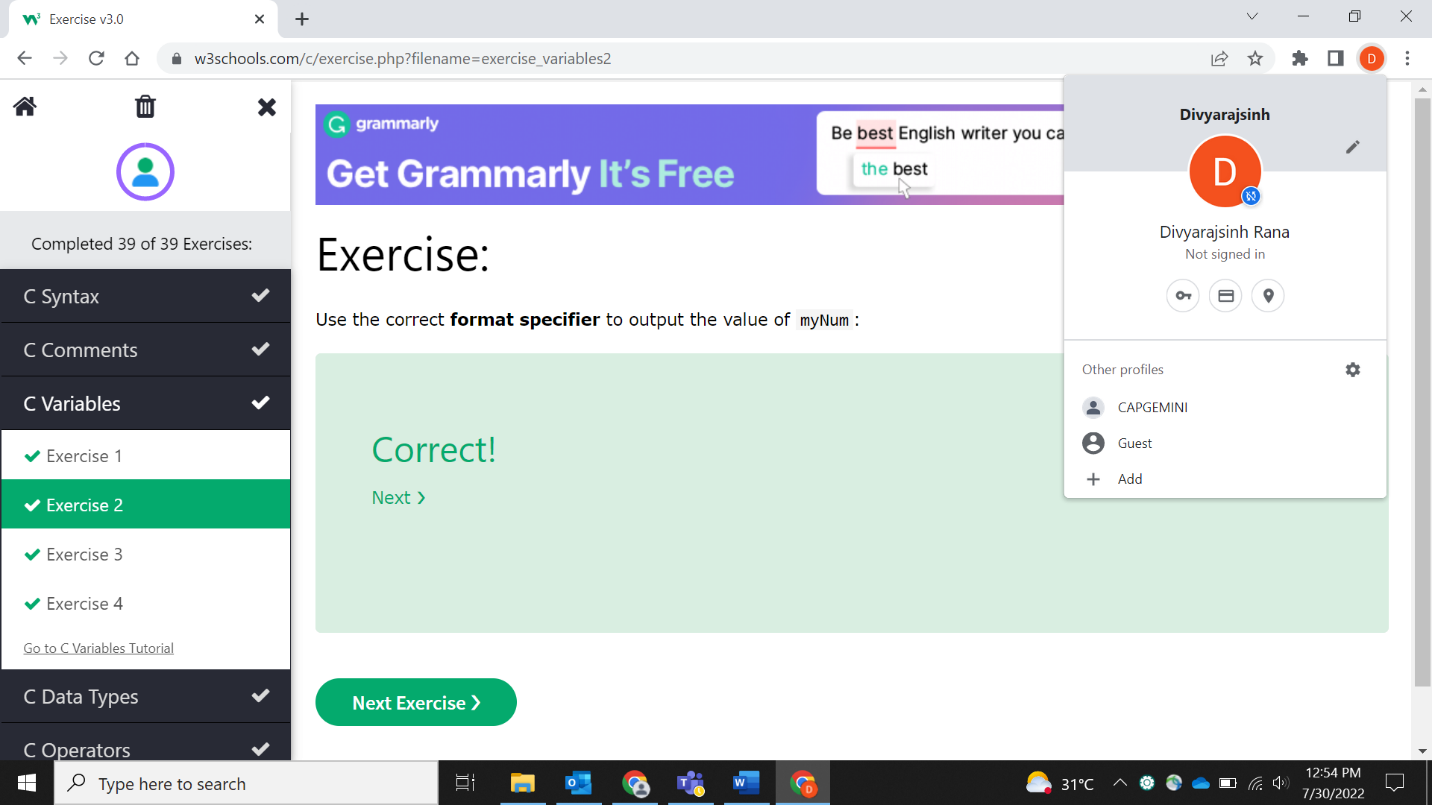 Exercise v3.0
w3schools.com/c/exercise.php?filename=exercise_variables2
D
Completed 39 of 39 Exercises:
C Syntax
C Comments
C Variables
Exercise 1
Exercise 2
Exercise 3
Exercise 4
Go to C Variables Tutorial
C Data Types
C Operators
G grammarly
Get Grammarly It's Free
Be best English writer you ca
the best
Exercise:
Use the correct format specifier to output the value of myNum :
Correct!
Next
Next Exercise
Divyarajsinh
D
Divyarajsinh Rana
Not signed in
Other profiles
CAPGEMINI
Guest
Add
Type here to search
31°C
12:54 PM
7/30/2022